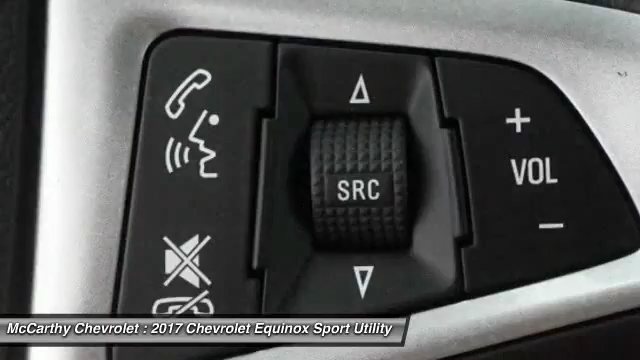 +
SRC
VOL
-
McCarthy Chevrolet : 2017 Chevrolet Equinox Sport Utility